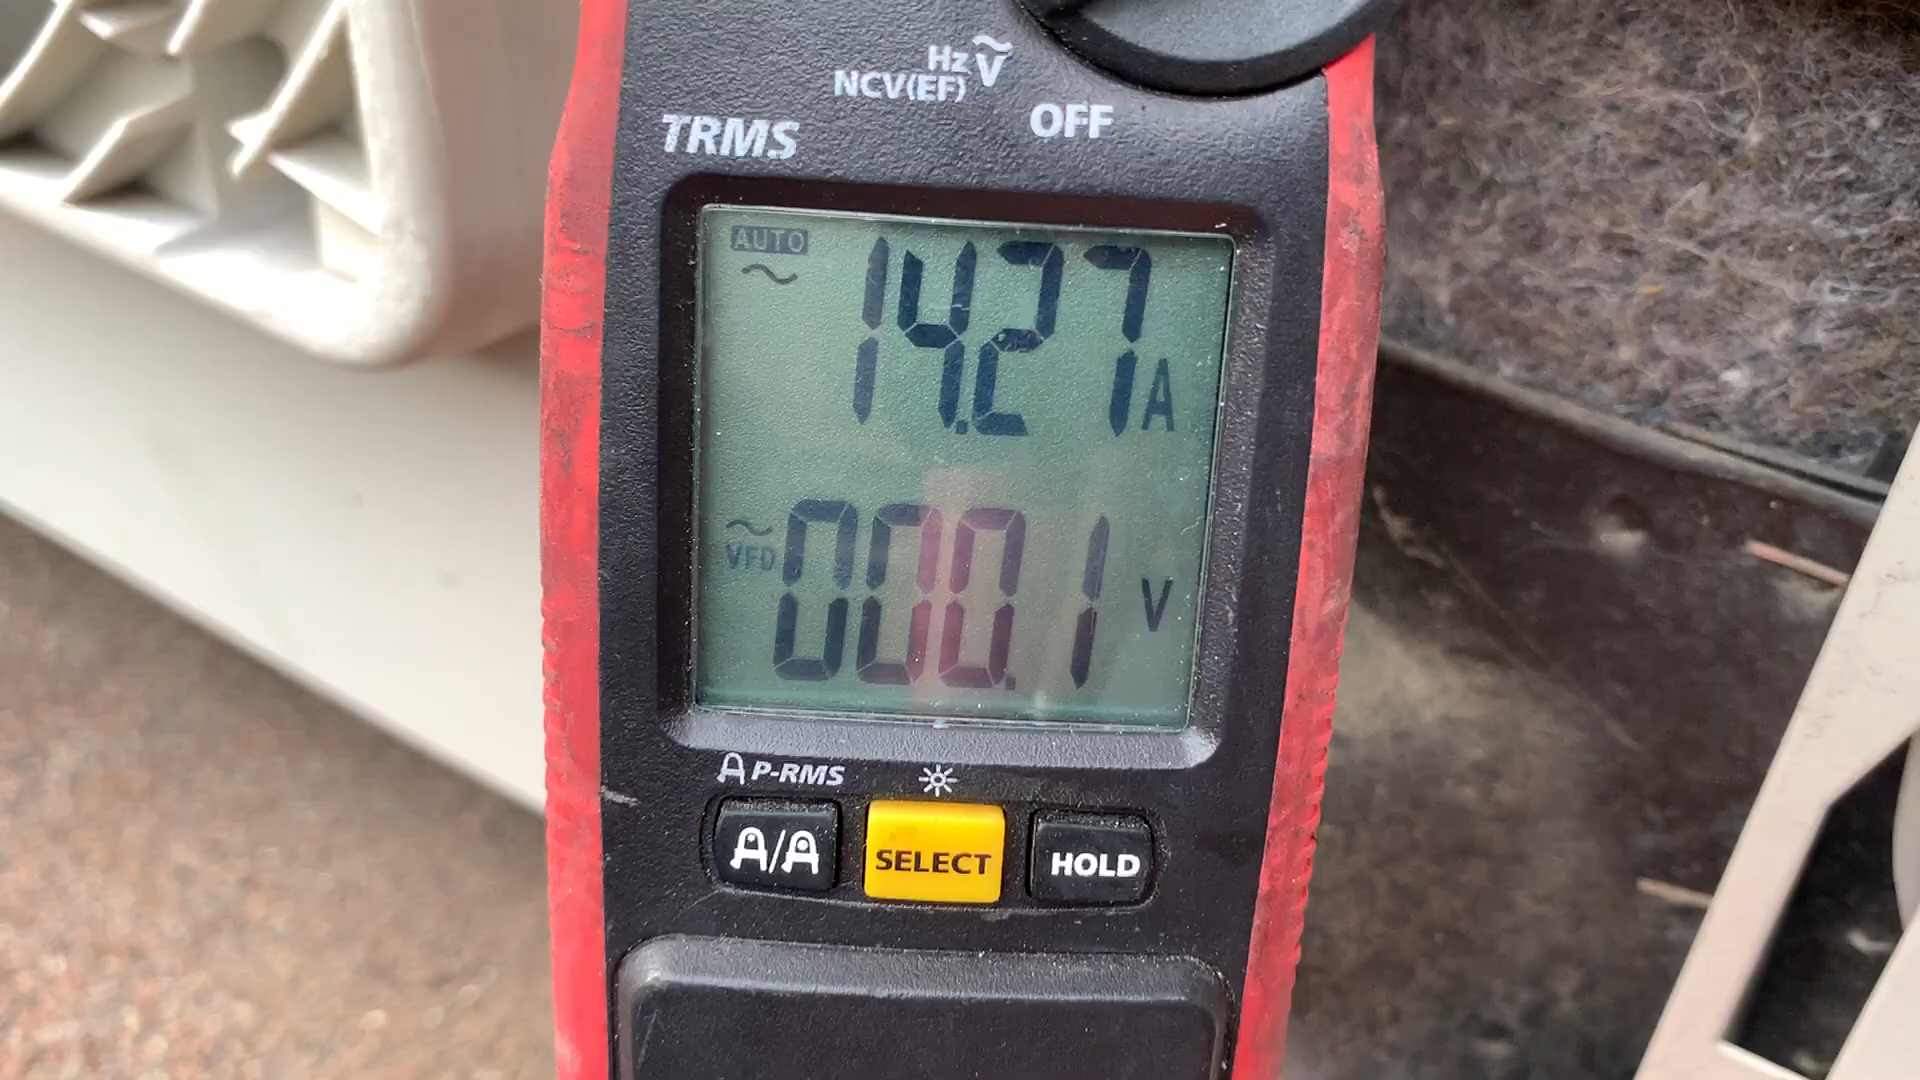 Hz Ṽ
NCV(EF)
OFF
TRMS
AUTO
~
14.27 A
~
VFD 000.1 V
P-RMS
A/A SELECT HOLD